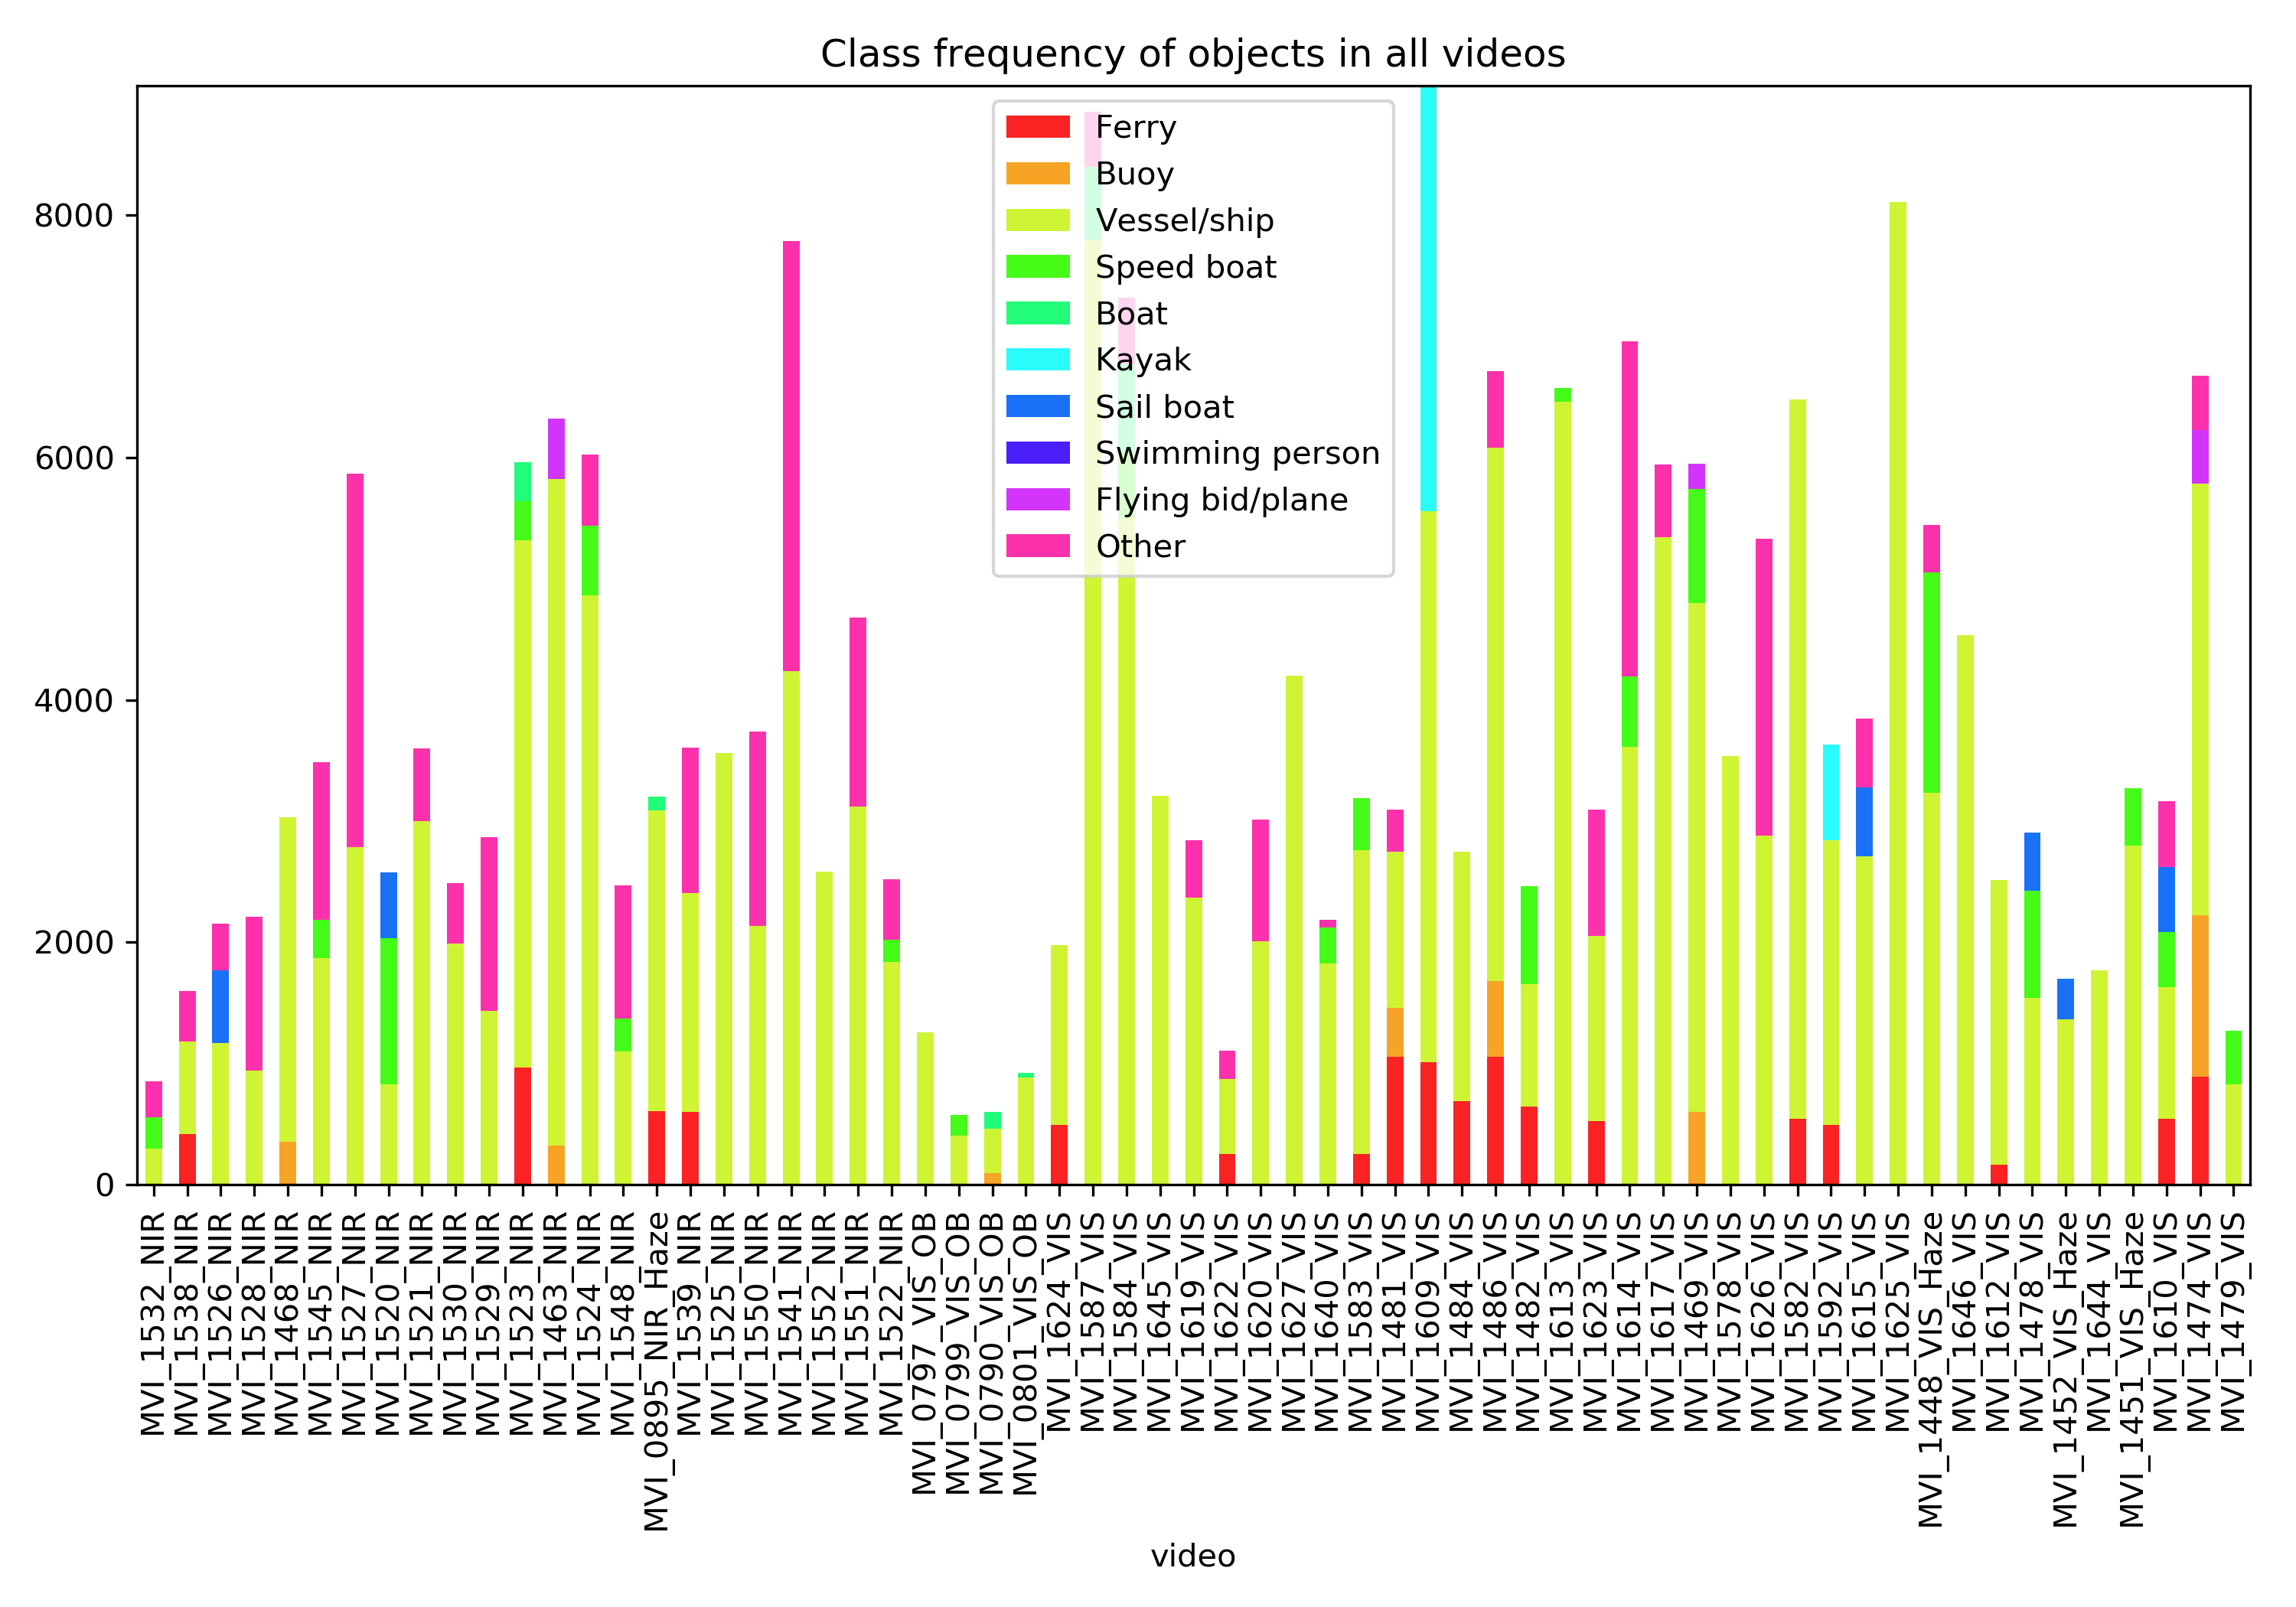 Class frequency of objects in all videos
8000
6000
4000
2000
0
Ferry
Buoy
Vessel/ship
Speed boat
Boat
Kayak
Sail boat
Swimming person
Flying bid/plane
Other
MVI_1532_NIR
MVI_1538_NIR
MVI_1526_NIR
MVI_1528_NIR
MVI_1468_NIR
MVI_1545_NIR
MVI_1527_NIR
MVI_1520_NIR
MVI_1521_NIR
MVI_1530_NIR
MVI_1529_NIR
MVI_1523_NIR
MVI_1463_NIR
MVI_1524_NIR
MVI_1548_NIR
MVI_0895_NIR_Haze
MVI_1539_NIR
MVI_1525_NIR
MVI_1550_NIR
MVI_1541_NIR
MVI_1552_NIR
MVI_1551_NIR
MVI_1522_NIR
MVI_0797_VIS_OB
MVI_0799_VIS_OB
MVI_0790_VIS_OB
MVI_0801_VIS_OB
MVI_1624_VIS
MVI_1587_VIS
MVI_1584_VIS
MVI_1645_VIS
MVI_1619_VIS
MVI_1622_VIS
MVI_1620_VIS
MVI_1627_VIS
MVI_1640_VIS
MVI_1583_VIS
MVI_1481_VIS
MVI_1609_VIS
MVI_1484_VIS
MVI_1486_VIS
MVI_1482_VIS
MVI_1613_VIS
MVI_1623_VIS
MVI_1614_VIS
MVI_1617_VIS
MVI_1469_VIS
MVI_1578_VIS
MVI_1626_VIS
MVI_1582_VIS
MVI_1592_VIS
MVI_1615_VIS
MVI_1625_VIS
MVI_1448_VIS_Haze
MVI_1646_VIS
MVI_1612_VIS
MVI_1478_VIS
MVI_1452_VIS_Haze
MVI_1644_VIS
MVI_1451_VIS_Haze
MVI_1610_VIS
MVI_1474_VIS
MVI_1479_VIS
video